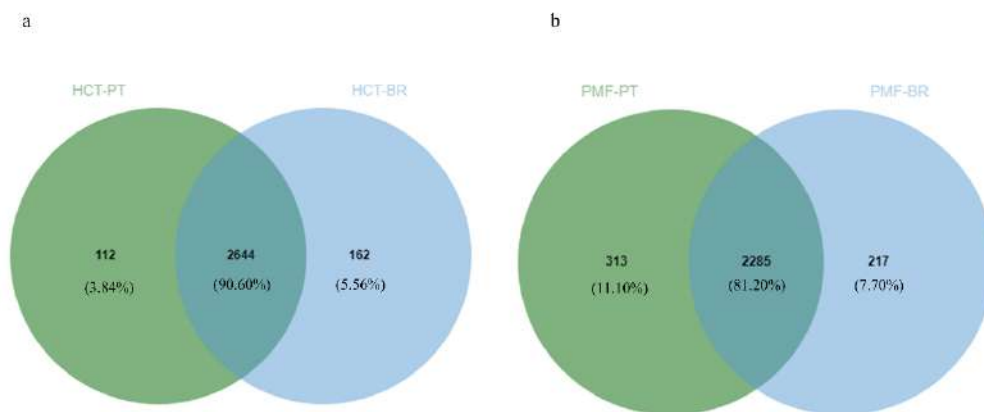 a
b
HCT-PT
HCT-BR
PMF-PT
PMF-BR
112
2644
162
(3.84%)
(90.60%)
(5.56%)
313
2285
217
(11.10%)
(81.20%)
(7.70%)